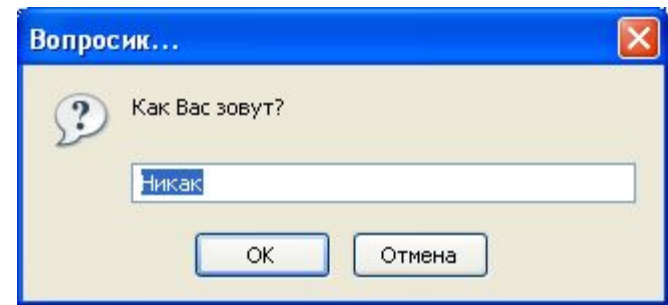 Вопросик...
Как Вас зовут?
Никак
OK
Отмена